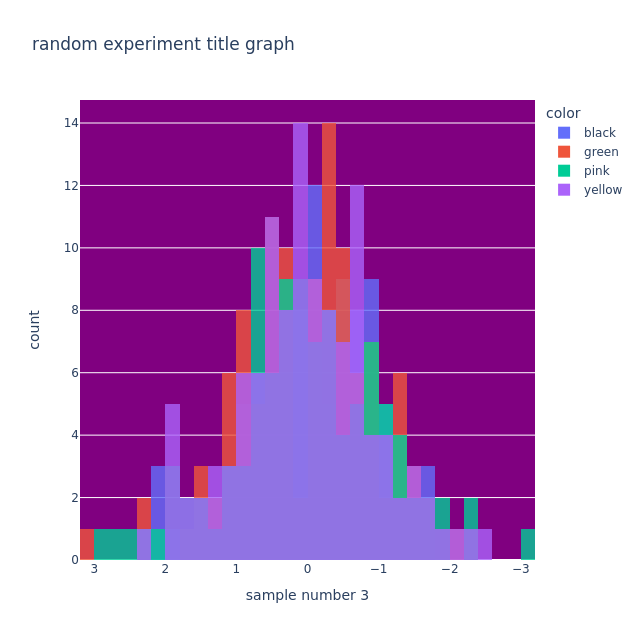 random experiment title graph
color
black
green
pink
yellow
14
12
10
8
6
4
2
0
count
3
2
1
0
−1
−2
−3
sample number 3